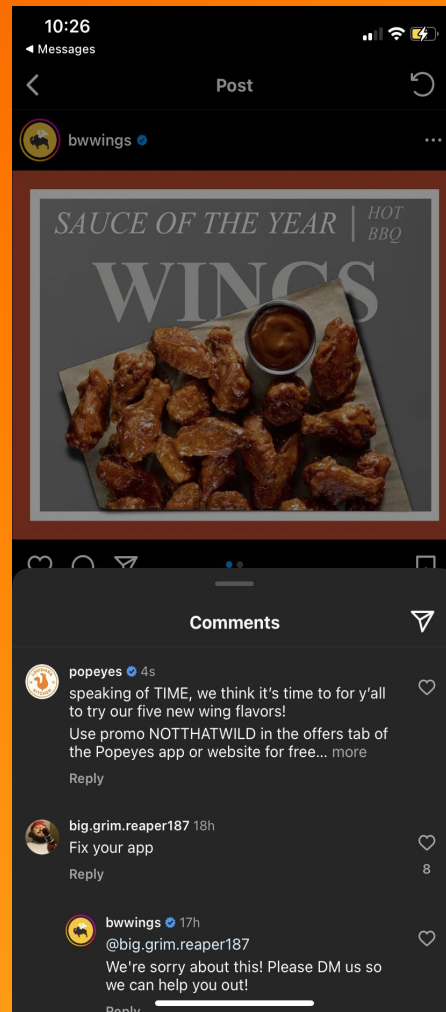 10:26
◀ Messages
Post
bwwings
SAUCE OF THE YEAR | HOT
BBQ
WINGS
Comments
popeyes 4s
speaking of TIME, we think it's time to for y'all
to try our five new wing flavors!
Use promo NOTTHATWILD in the offers tab of
the Popeyes app or website for free... more
Reply
big.grim.reaper187 18h
Fix your app
8
Reply
bwwings 17h
@big.grim.reaper187
We're sorry about this! Please DM us so
we can help you out!
Reply